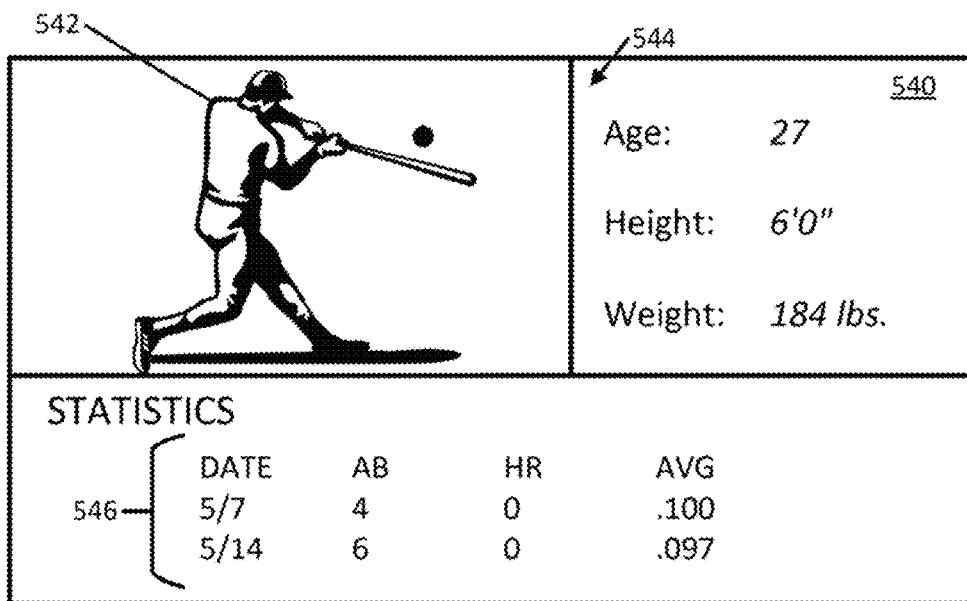 542
544
540
Age: 27
Height: 6'0"
Weight: 184 lbs.
STATISTICS
DATE AB HR AVG
546
5/7 4 0 .100
5/14 6 0 .097